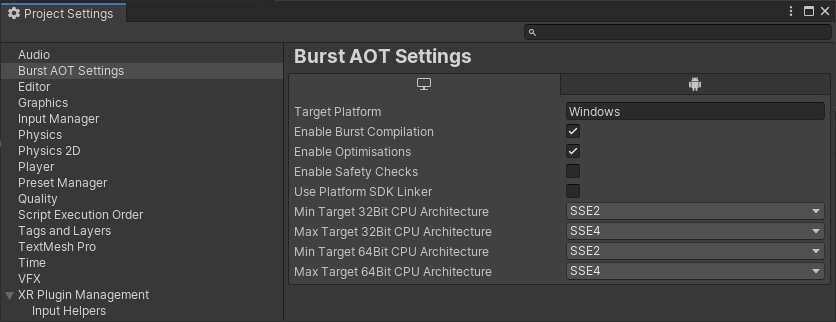 Project Settings
Audio
Burst AOT Settings
Editor
Graphics
Input Manager
Physics
Physics 2D
Player
Preset Manager
Quality
Script Execution Order
Tags and Layers
TextMesh Pro
Time
VFX
XR Plugin Management
Input Helpers
Burst AOT Settings
Target Platform Windows
Enable Burst Compilation
Enable Optimisations
Enable Safety Checks
Use Platform SDK Linker
Min Target 32Bit CPU Architecture SSE2
Max Target 32Bit CPU Architecture SSE4
Min Target 64Bit CPU Architecture SSE2
Max Target 64Bit CPU Architecture SSE4